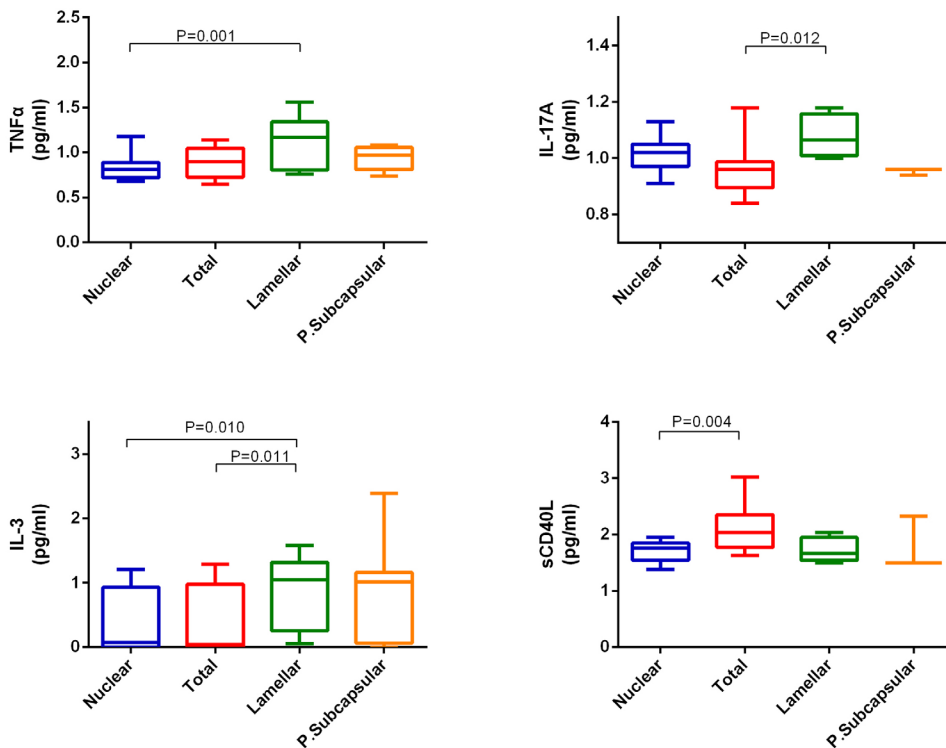 TNFα
(pg/ml)
2.5
2.0
1.5
1.0
0.5
0.0
P=0.001
Nuclear
Total
Lamellar
P.Subcapsular
IL-17A
(pg/ml)
1.4
1.2
1.0
0.8
P=0.012
Nuclear
Total
Lamellar
P.Subcapsular
IL-3
(pg/ml)
3
2
1
0
P=0.010
P=0.011
Nuclear
Total
Lamellar
P.Subcapsular
sCD40L
(pg/ml)
4
3
2
1
0
P=0.004
Nuclear
Total
Lamellar
P.Subcapsular